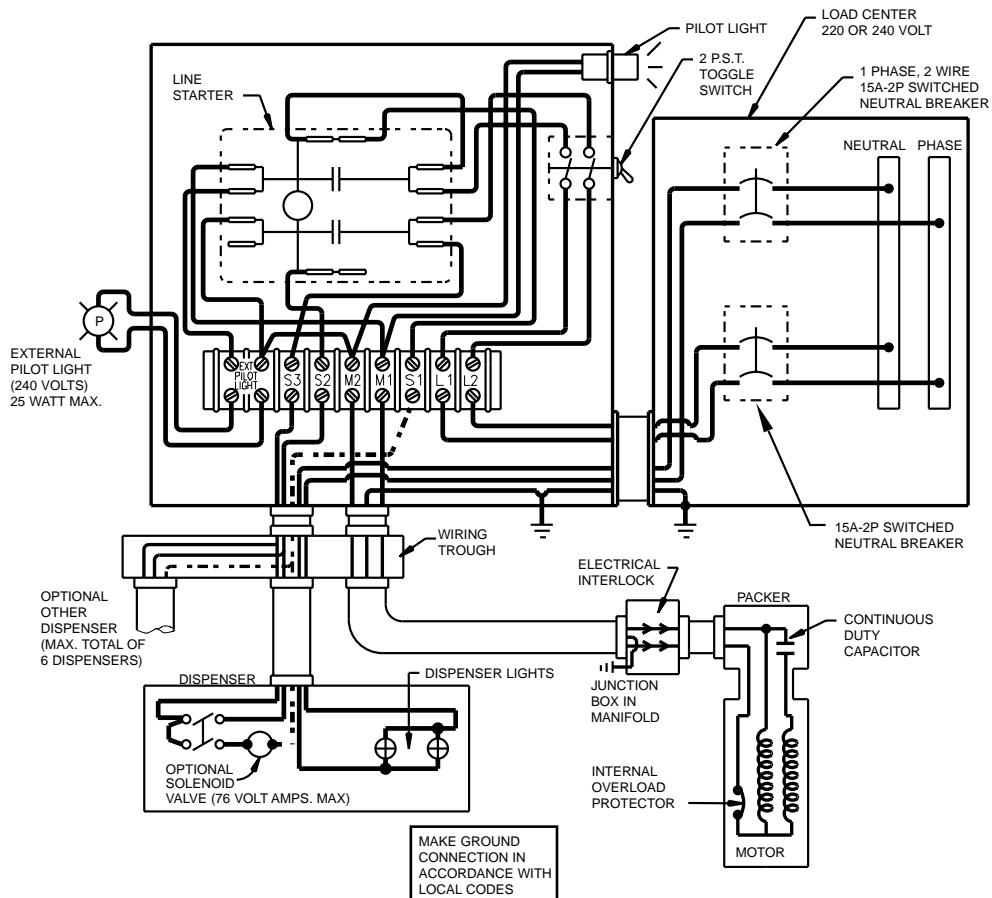 PILOT LIGHT
LOAD CENTER
220 OR 240 VOLT
LINE
STARTER
2 P.S.T.
TOGGLE
SWITCH
1 PHASE, 2 WIRE
15A-2P SWITCHED
NEUTRAL BREAKER
NEUTRAL
PHASE
P
EXTERNAL
PILOT LIGHT
(240 VOLTS)
25 WATT MAX.
EXT
PILOT
LIGHT
S3
S2
M2
M1
S1
L1
L2
15A-2P SWITCHED
NEUTRAL BREAKER
WIRING
TROUGH
ELECTRICAL
INTERLOCK
OPTIONAL
OTHER
DISPENSER
(MAX. TOTAL OF
6 DISPENSERS)
PACKER
CONTINUOUS
DUTY
CAPACITOR
DISPENSER
DISPENSER LIGHTS
JUNCTION
BOX IN
MANIFOLD
OPTIONAL
SOLENOID
VALVE (76 VOLT AMPS. MAX)
INTERNAL
OVERLOAD
PROTECTOR
MOTOR
MAKE GROUND
CONNECTION IN
ACCORDANCE WITH
LOCAL CODES